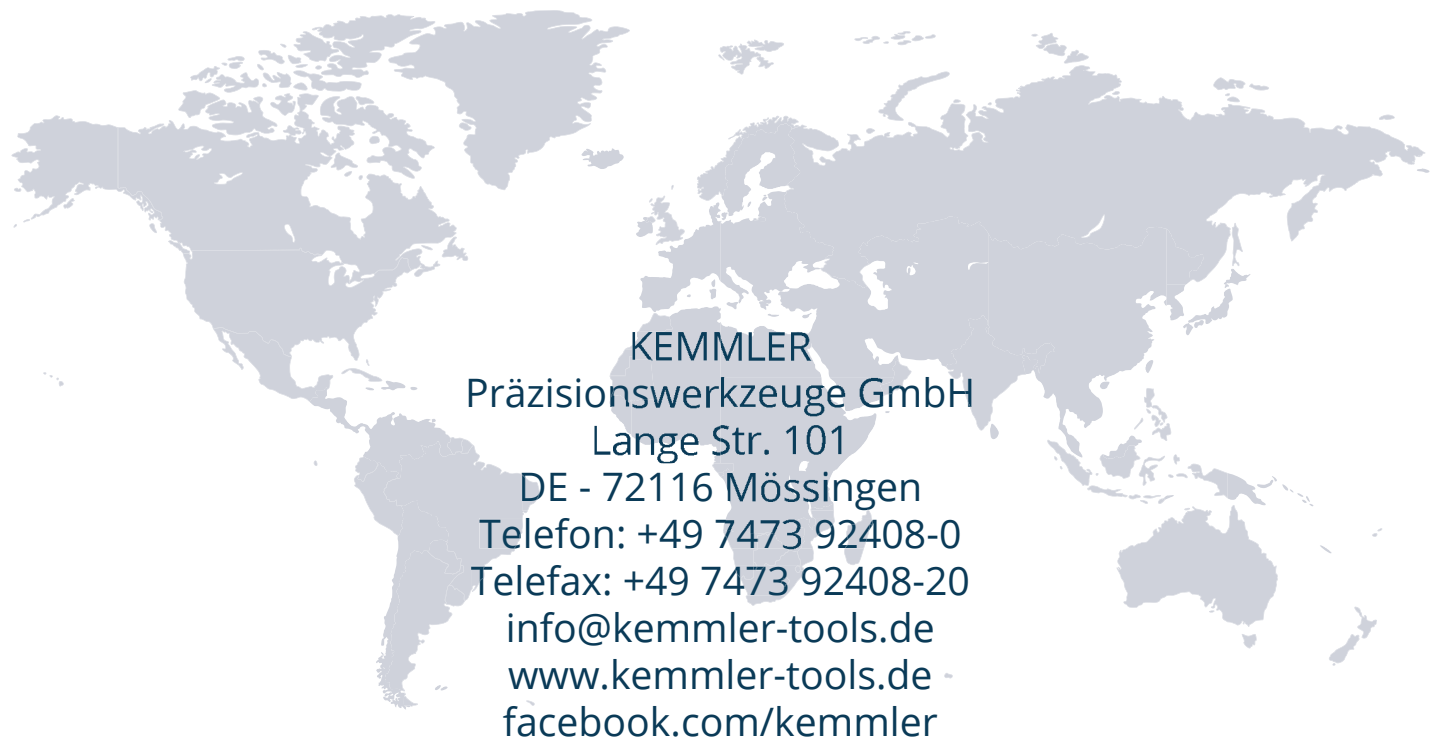 KEMMLER
Präzisionswerkzeuge GmbH
Lange Str. 101
DE - 72116 Mössingen
Telefon: +49 7473 92408-0
Telefax: +49 7473 92408-20
info@kemmler-tools.de
www.kemmler-tools.de
facebook.com/kemmler